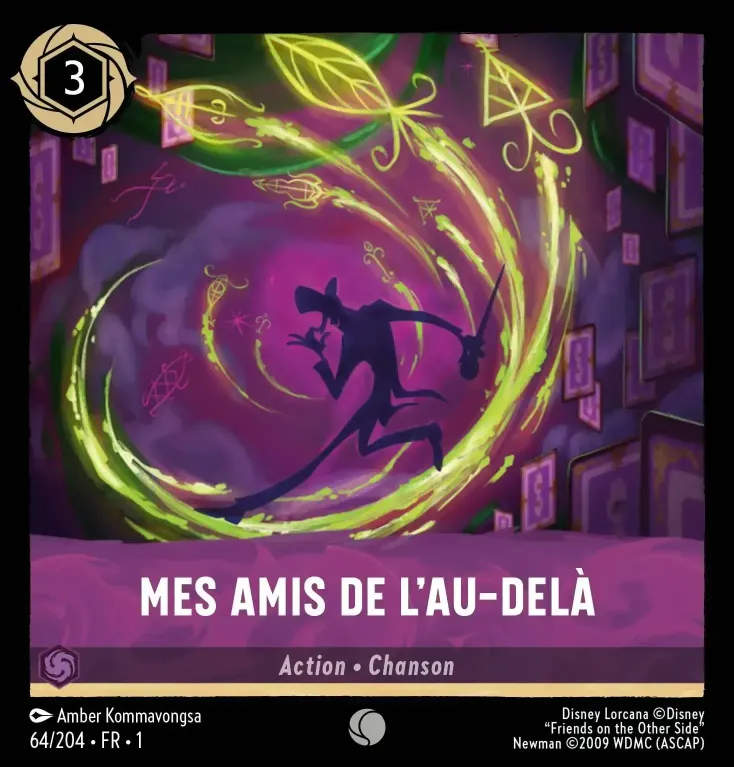 3
MES AMIS DE L'AU-DELÀ
Action • Chanson
Amber Kommavongsa
64/204 • FR • 1
Disney Lorcana ©Disney
“Friends on the Other Side”
Newman ©2009 WDMC (ASCAP)